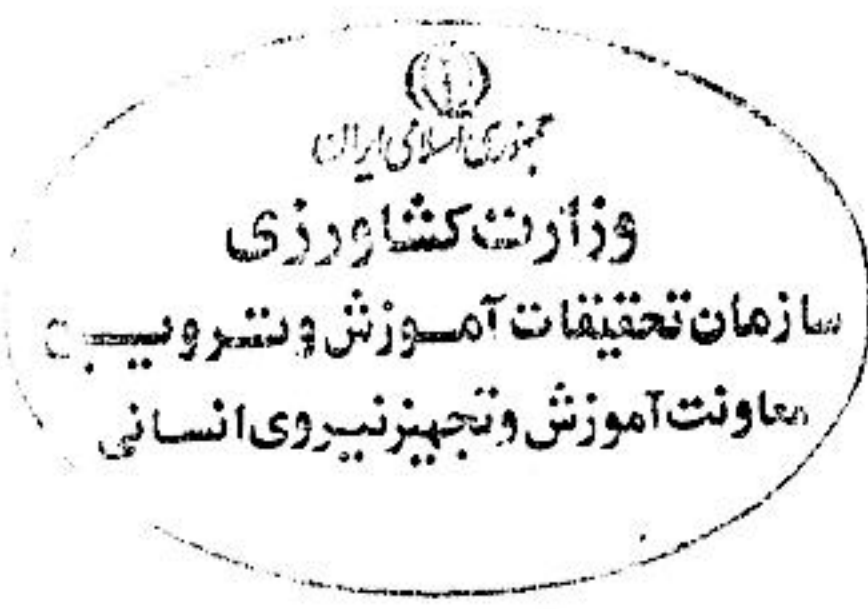 جمهوری اسلامی ایران
وزارت کشاورزی
سازمان تحقیقات آموزش و ترویج
معاونت آموزش و تجهیز نیروی انسانی